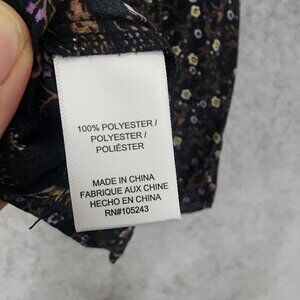 100% POLYESTER /
POLYESTER /
POLIÉSTER
MADE IN CHINA
FABRIQUE AUX CHINE
HECHO EN CHINA
RN#105243